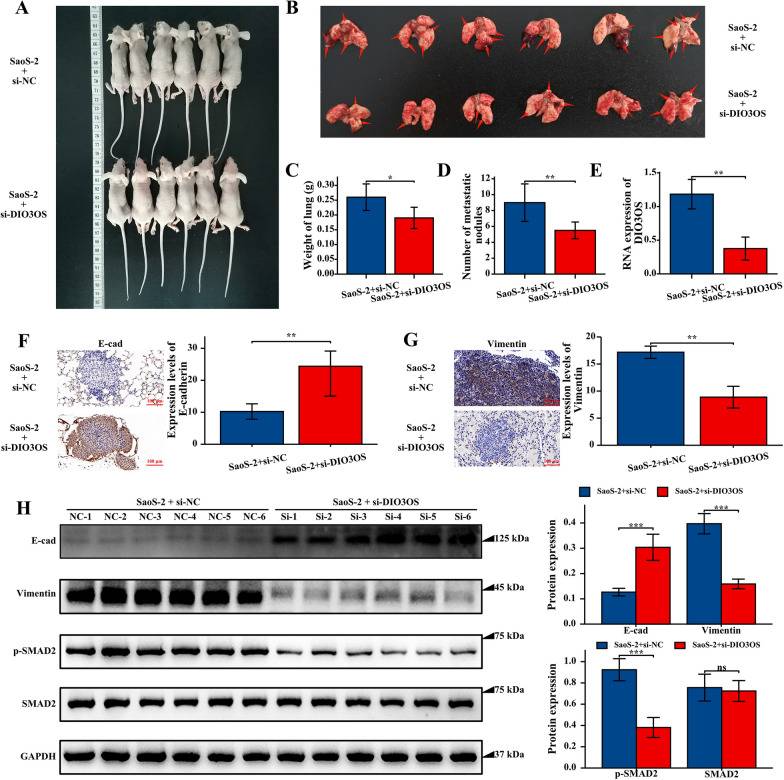 A
SaoS-2
+
si-NC
SaoS-2
+
si-DIO3OS
B
SaoS-2
+
si-NC
SaoS-2
+
si-DIO3OS
C
Weight of lung (g)
0.30
0.25
0.20
0.15
0.10
0.05
0.00
*
SaoS-2+si-NC
SaoS-2+si-DIO3OS
D
Number of metastatic
nodules
12
10
8
6
4
2
0
**
SaoS-2+si-NC
SaoS-2+si-DIO3OS
E
RNA expression of
DIO3OS
1.5
1.0
0.5
0.0
**
SaoS-2+si-NC
SaoS-2+si-DIO3OS
F
E-cad
SaoS-2
+
si-NC
SaoS-2
+
si-DIO3OS
100 μm
100 μm
Expression levels of
E-cadherin
30
20
10
0
**
SaoS-2+si-NC
SaoS-2+si-DIO3OS
G
Vimentin
SaoS-2
+
si-NC
SaoS-2
+
si-DIO3OS
100 μm
Expression levels of
Vimentin
20
15
10
5
0
**
SaoS-2+si-NC
SaoS-2+si-DIO3OS
H
SaoS-2 + si-NC
SaoS-2 + si-DIO3OS
NC-1 NC-2 NC-3 NC-4 NC-5 NC-6 Si-1 Si-2 Si-3 Si-4 Si-5 Si-6
E-cad
125 kDa
Vimentin
45 kDa
p-SMAD2
75 kDa
SMAD2
75 kDa
GAPDH
37 kDa
SaoS-2+si-NC SaoS-2+si-DIO3OS
Protein expression
0.4
0.2
0.0
***
***
E-cad Vimentin
SaoS-2+si-NC SaoS-2+si-DIO3OS
Protein expression
1.0
0.8
0.6
0.4
0.2
0.0
***
ns
p-SMAD2 SMAD2